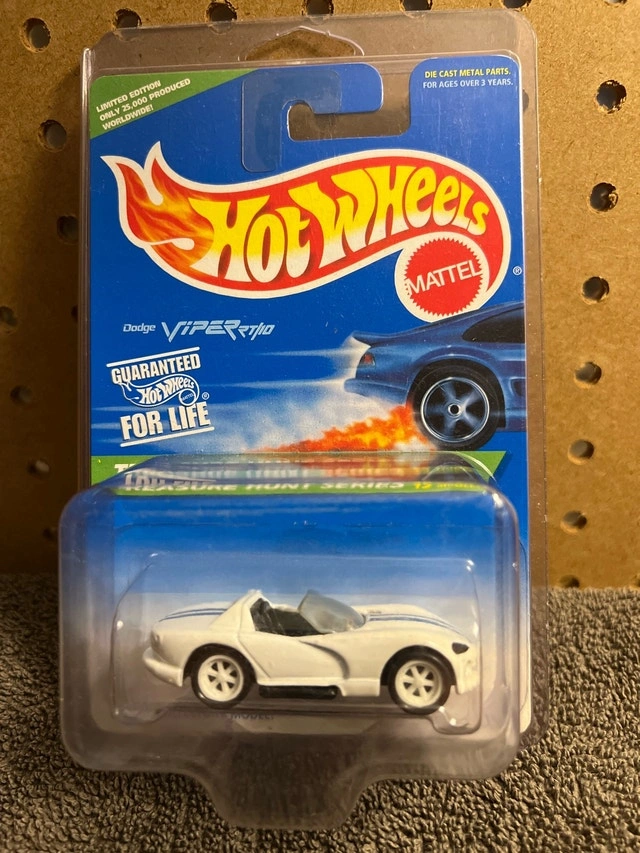 LIMITED EDITION
ONLY 25,000 PRODUCED
WORLDWIDE!
DIE CAST METAL PARTS.
FOR AGES OVER 3 YEARS.
HOT WHEELS
MATTEL
®
Dodge VIPER RT/10
GUARANTEED
HOT WHEELS
®
FOR LIFE
TREASURE HUNT SERIES 12